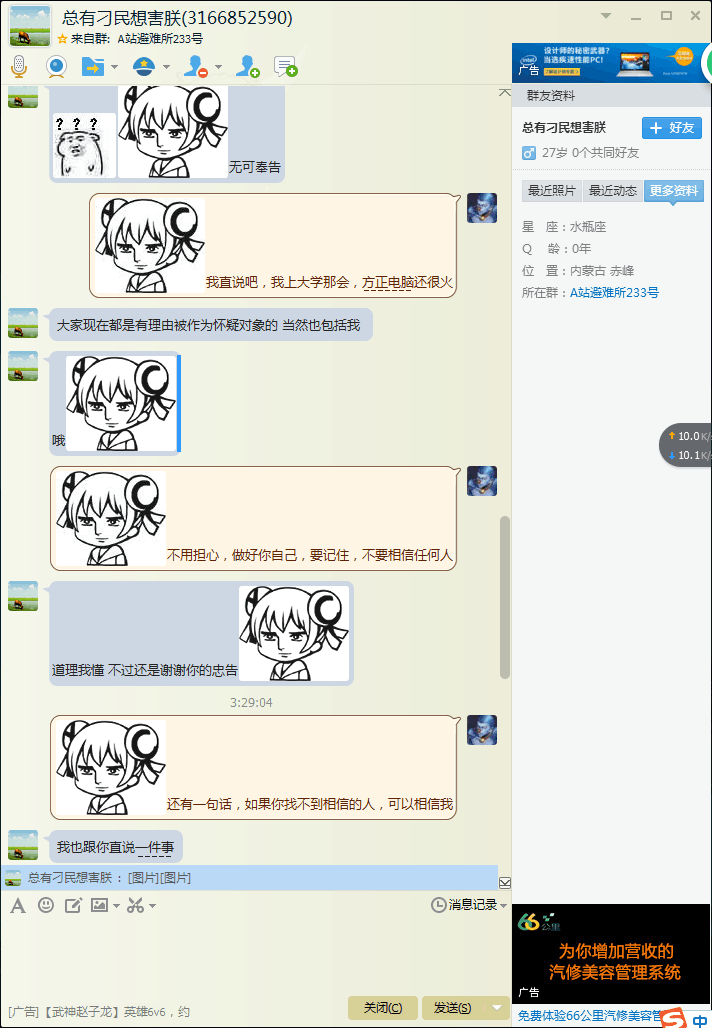 总有刁民想害朕(3166852590)
来自群: A站避难所233号
? ? ?
无可奉告
我直说吧，我上大学那会，方正电脑还很火
大家现在都是有理由被作为怀疑对象的 当然也包括我
哦
不用担心，做好你自己，要记住，不要相信任何人
道理我懂 不过还是谢谢你的忠告
3:29:04
还有一句话，如果你找不到相信的人，可以相信我
我也跟你直说一件事
总有刁民想害朕 : [图片][图片]
消息记录
[广告]【武神赵子龙】英雄6v6，约
关闭(C)
发送(S)
设计师的秘密武器?
当选疾速性能PC!
广告
群友资料
总有刁民想害朕
+ 好友
27岁 0个共同好友
最近照片 最近动态 更多资料
星 座：水瓶座
Q 龄：0年
位 置：内蒙古 赤峰
所在群：A站避难所233号
10.0K/s
10.1K/s
66公里
为你增加营收的
汽修美容管理系统
广告
免费体验66公里汽修美容管
中